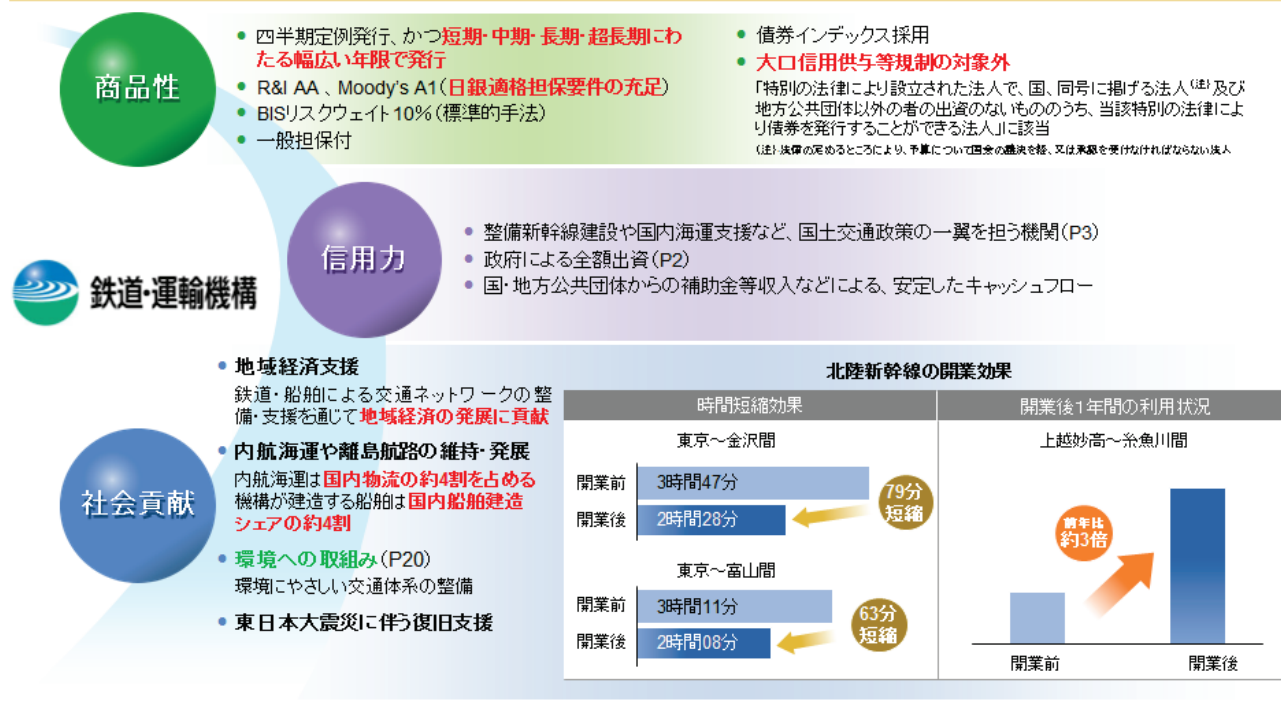 商品性
• 四半期定例発行、かつ短期・中期・長期・超長期にわ
たる幅広い年限で発行
• R&I AA 、Moody's A1(日銀適格担保要件の充足)
• BISリスクウェイト10%(標準的手法)
• 一般担保付
• 債券インデックス採用
• 大口信用供与等規制の対象外
「特別の法律により設立された法人で、国、同号に掲げる法人(注)及び
地方公共団体以外の者の出資のないもののうち、当該特別の法律によ
り債券を発行することができる法人」に該当
(注)法律の定めるところにより、予算について国会の議決を経、又は承認を受けなければならない法人
信用力
• 整備新幹線建設や国内海運支援など、国土交通政策の一翼を担う機関(P3)
• 政府による全額出資(P2)
• 国・地方公共団体からの補助金等収入などによる、安定したキャッシュフロー
鉄道・運輸機構
社会貢献
• 地域経済支援
鉄道・船舶による交通ネットワークの整
備・支援を通じて地域経済の発展に貢献
• 内航海運や離島航路の維持・発展
内航海運は国内物流の約4割を占める
機構が建造する船舶は国内船舶建造
シェアの約4割
• 環境への取組み(P20)
環境にやさしい交通体系の整備
• 東日本大震災に伴う復旧支援
北陸新幹線の開業効果
時間短縮効果
東京～金沢間
開業前 3時間47分
開業後 2時間28分
79分
短縮
東京～富山間
開業前 3時間11分
開業後 2時間08分
63分
短縮
開業後1年間の利用状況
上越妙高～糸魚川間
前年比
約3倍
開業前 開業後